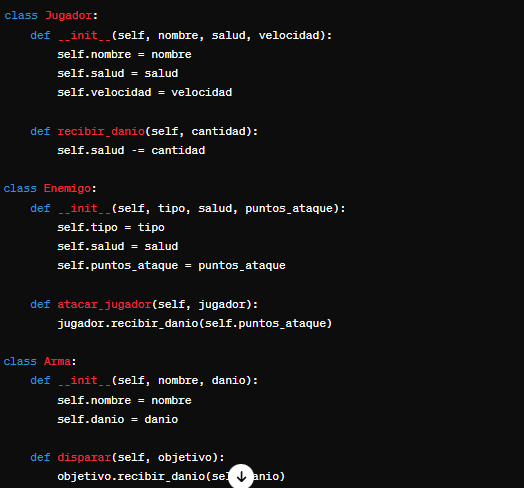 class Jugador:
    def __init__(self, nombre, salud, velocidad):
        self.nombre = nombre
        self.salud = salud
        self.velocidad = velocidad

    def recibir_danio(self, cantidad):
        self.salud -= cantidad

class Enemigo:
    def __init__(self, tipo, salud, puntos_ataque):
        self.tipo = tipo
        self.salud = salud
        self.puntos_ataque = puntos_ataque

    def atacar_jugador(self, jugador):
        jugador.recibir_danio(self.puntos_ataque)

class Arma:
    def __init__(self, nombre, danio):
        self.nombre = nombre
        self.danio = danio

    def disparar(self, objetivo):
        objetivo.recibir_danio(